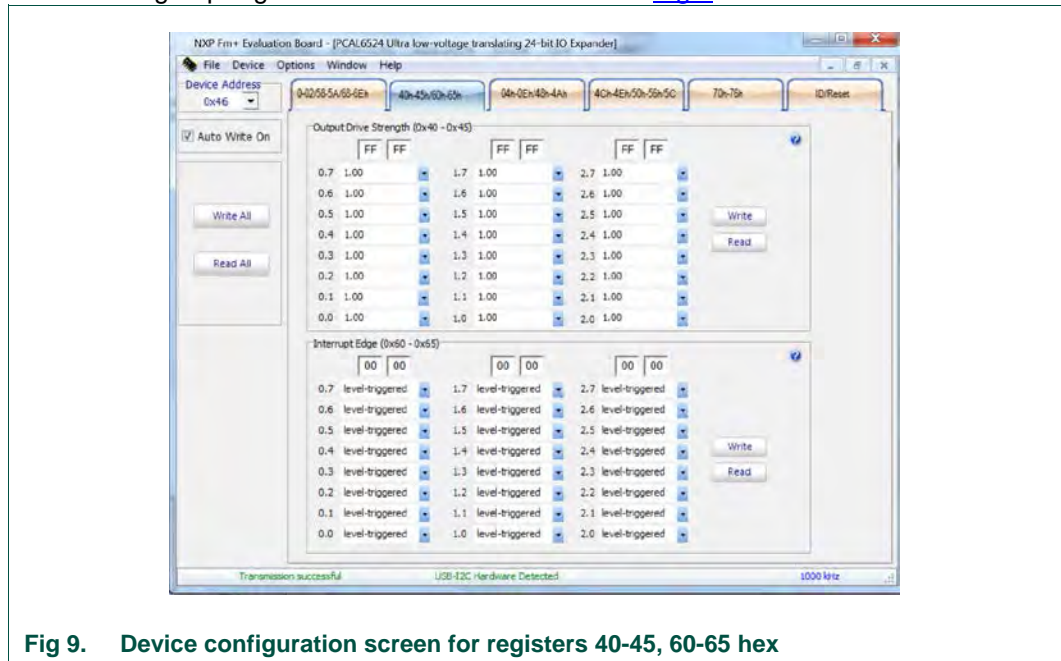 NXP Fm+ Evaluation Board - [PCAL6524 Ultra low-voltage translating 24-bit IO Expander]
File Device Options Window Help
Device Address
0x46
0-02/58-5A/68-6Eh 40h-45h/60h-65h 04h-0Eh/48h-4Ah 4Ch-4Eh/50h-56h/5C 70h-76h ID/Reset
Auto Write On
Write All
Read All
Output Drive Strength (0x40 - 0x45)
FF FF FF FF FF FF
0.7 1.00 1.7 1.00 2.7 1.00
0.6 1.00 1.6 1.00 2.6 1.00
0.5 1.00 1.5 1.00 2.5 1.00 Write
0.4 1.00 1.4 1.00 2.4 1.00 Read
0.3 1.00 1.3 1.00 2.3 1.00
0.2 1.00 1.2 1.00 2.2 1.00
0.1 1.00 1.1 1.00 2.1 1.00
0.0 1.00 1.0 1.00 2.0 1.00
Interrupt Edge (0x60 - 0x65)
00 00 00 00 00 00
0.7 level-triggered 1.7 level-triggered 2.7 level-triggered
0.6 level-triggered 1.6 level-triggered 2.6 level-triggered
0.5 level-triggered 1.5 level-triggered 2.5 level-triggered
0.4 level-triggered 1.4 level-triggered 2.4 level-triggered Write
0.3 level-triggered 1.3 level-triggered 2.3 level-triggered Read
0.2 level-triggered 1.2 level-triggered 2.2 level-triggered
0.1 level-triggered 1.1 level-triggered 2.1 level-triggered
0.0 level-triggered 1.0 level-triggered 2.0 level-triggered
Transmission successful USB-I2C Hardware Detected 1000 kHz
Fig 9. Device configuration screen for registers 40-45, 60-65 hex